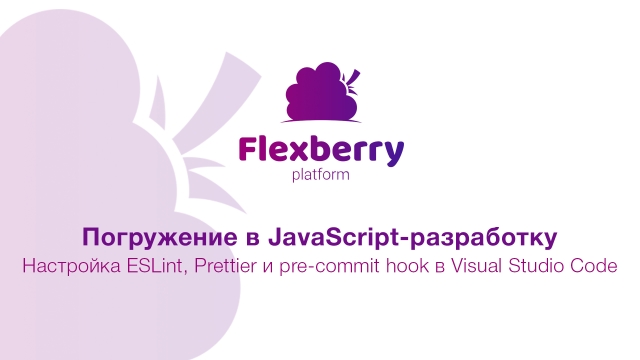 Flexberry
platform
Погружение в JavaScript-разработку
Настройка ESLint, Prettier и pre-commit hook в Visual Studio Code